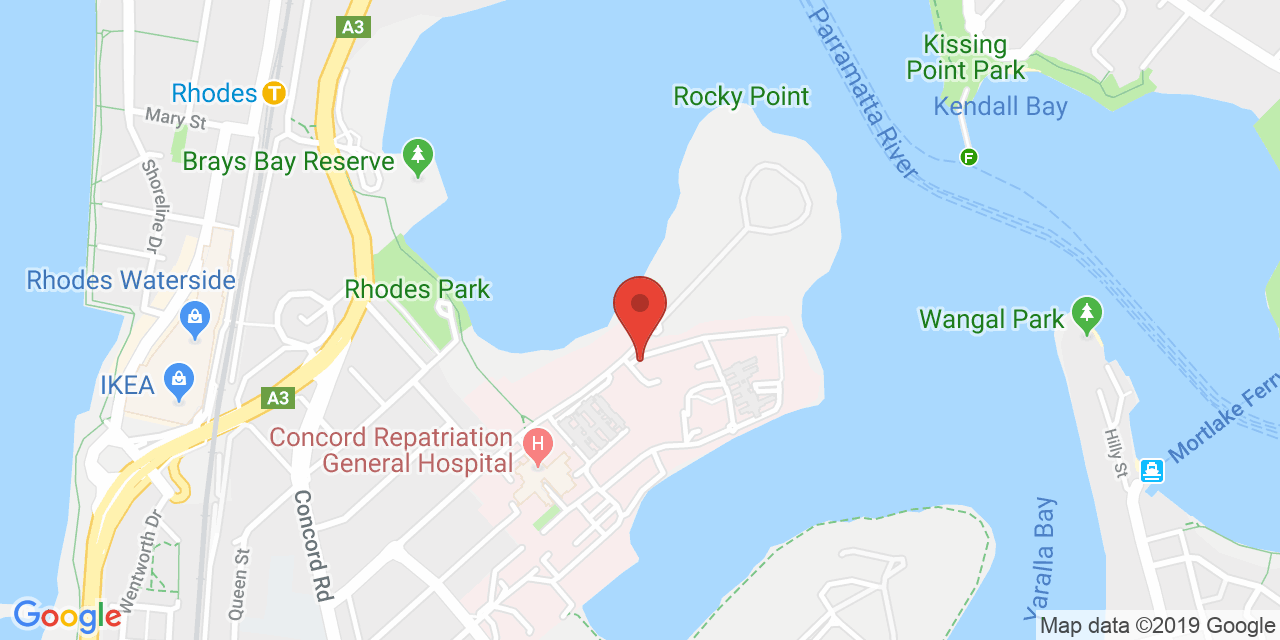 A3
Kissing
Point Park
Parramatta River
Rhodes
T
Rocky Point
Kendall Bay
Mary St
Brays Bay Reserve
F
Shoreline Dr
Rhodes Waterside
Rhodes Park
Wangal Park
IKEA
A3
Mortlake Ferry
Concord Repatriation
General Hospital
H
Hilly St
Concord Rd
Wentworth Dr
Queen St
Yaralla Bay
Google
Map data ©2019 Google